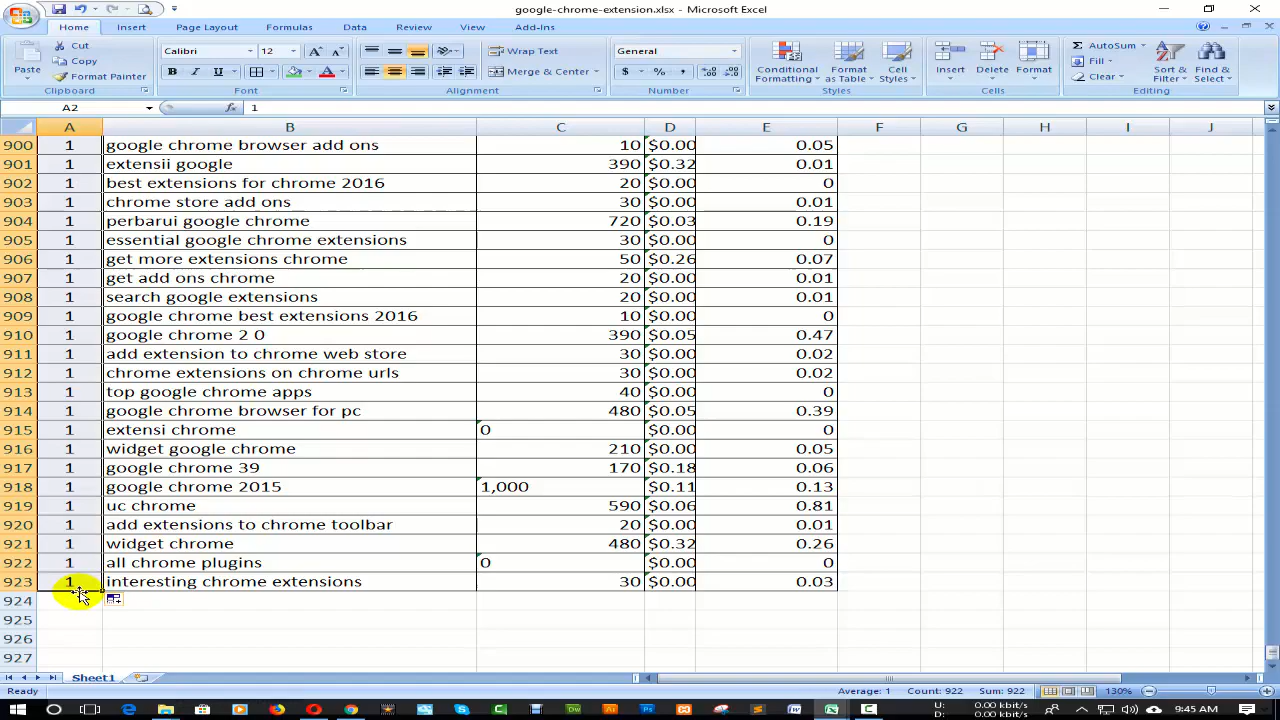 google-chrome-extension.xlsx - Microsoft Excel
Home Insert Page Layout Formulas Data Review View Add-Ins
Paste Cut Copy Format Painter
Calibri 12
B I U
Wrap Text
Merge & Center
General
$ % ,
Conditional Formatting Format as Table Cell Styles
Insert Delete Format
AutoSum Fill Clear
Sort & Filter Find & Select
Clipboard Font Alignment Number Styles Cells Editing
A2 fx 1
A B C D E F G H I J
900 1 google chrome browser add ons 10 $0.00 0.05
901 1 extensii google 390 $0.32 0.01
902 1 best extensions for chrome 2016 20 $0.00 0
903 1 chrome store add ons 30 $0.00 0.01
904 1 perbarui google chrome 720 $0.03 0.19
905 1 essential google chrome extensions 30 $0.00 0
906 1 get more extensions chrome 50 $0.26 0.07
907 1 get add ons chrome 20 $0.00 0.01
908 1 search google extensions 20 $0.00 0.01
909 1 google chrome best extensions 2016 10 $0.00 0
910 1 google chrome 2 0 390 $0.05 0.47
911 1 add extension to chrome web store 30 $0.00 0.02
912 1 chrome extensions on chrome urls 30 $0.00 0.02
913 1 top google chrome apps 40 $0.00 0
914 1 google chrome browser for pc 480 $0.05 0.39
915 1 extensi chrome 0 $0.00 0
916 1 widget google chrome 210 $0.00 0.05
917 1 google chrome 39 170 $0.18 0.06
918 1 google chrome 2015 1,000 $0.11 0.13
919 1 uc chrome 590 $0.06 0.81
920 1 add extensions to chrome toolbar 20 $0.00 0.01
921 1 widget chrome 480 $0.32 0.26
922 1 all chrome plugins 0 $0.00 0
923 1 interesting chrome extensions 30 $0.00 0.03
924
925
926
927
Sheet1
Ready Average: 1 Count: 922 Sum: 922 130%
U: 0.00 kbit/s
D: 0.00 kbit/s
9:45 AM